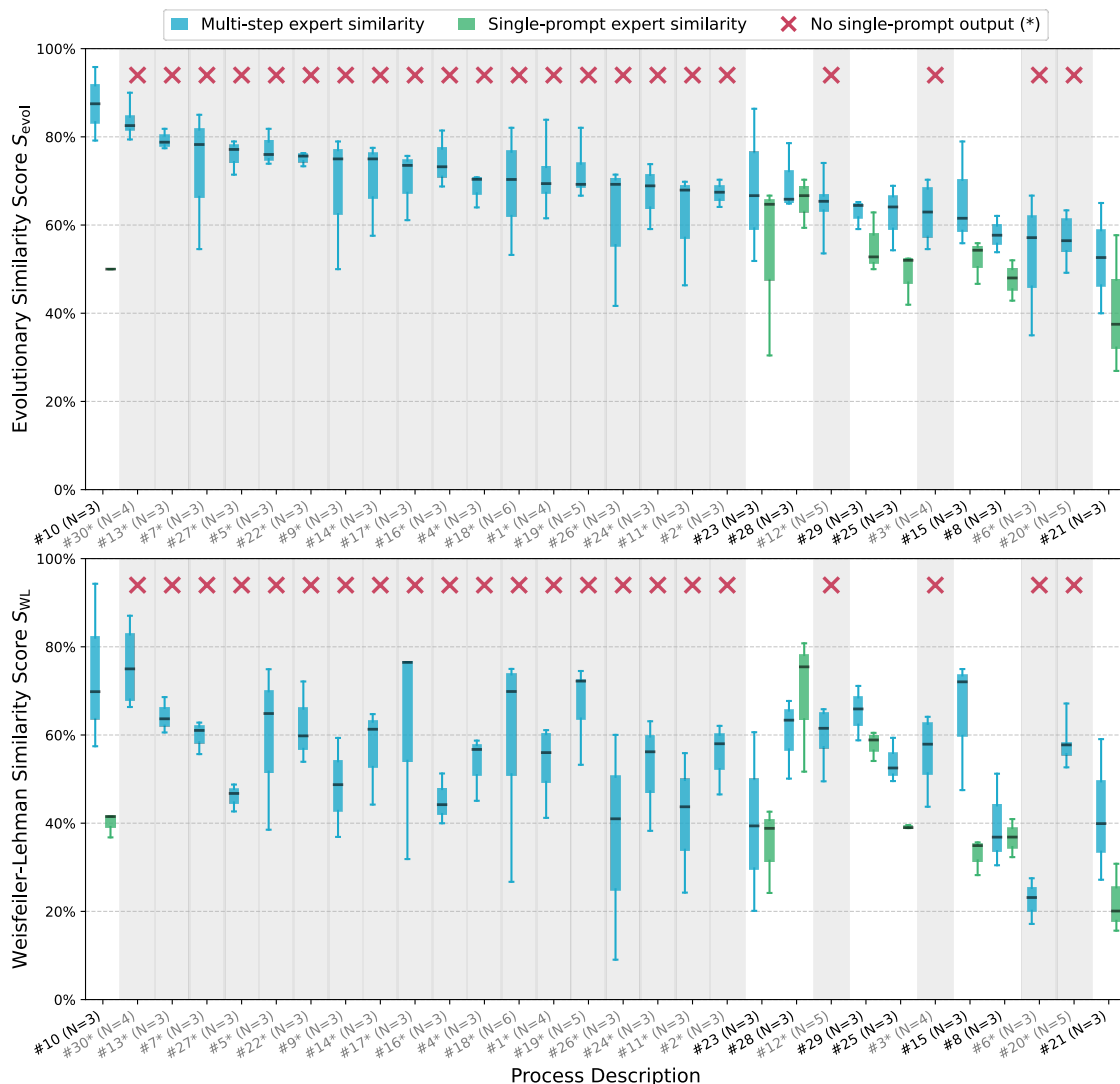 Multi-step expert similarity Single-prompt expert similarity No single-prompt output (*)
Evolutionary Similarity Score S_evol
100%
80%
60%
40%
20%
0%
#10 (N=3)
#30* (N=4)
#13* (N=3)
#7* (N=3)
#27* (N=3)
#5* (N=3)
#22* (N=3)
#9* (N=3)
#14* (N=3)
#17* (N=3)
#16* (N=3)
#4* (N=3)
#18* (N=6)
#1* (N=4)
#19* (N=5)
#26* (N=3)
#24* (N=3)
#11* (N=3)
#2* (N=3)
#23 (N=3)
#28 (N=3)
#12* (N=5)
#29 (N=3)
#25 (N=3)
#3* (N=4)
#15 (N=3)
#8 (N=3)
#6* (N=3)
#20* (N=5)
#21 (N=3)
Weisfeiler-Lehman Similarity Score S_WL
100%
80%
60%
40%
20%
0%
#10 (N=3)
#30* (N=4)
#13* (N=3)
#7* (N=3)
#27* (N=3)
#5* (N=3)
#22* (N=3)
#9* (N=3)
#14* (N=3)
#17* (N=3)
#16* (N=3)
#4* (N=3)
#18* (N=6)
#1* (N=4)
#19* (N=5)
#26* (N=3)
#24* (N=3)
#11* (N=3)
#2* (N=3)
#23 (N=3)
#28 (N=3)
#12* (N=5)
#29 (N=3)
#25 (N=3)
#3* (N=4)
#15 (N=3)
#8 (N=3)
#6* (N=3)
#20* (N=5)
#21 (N=3)
Process Description